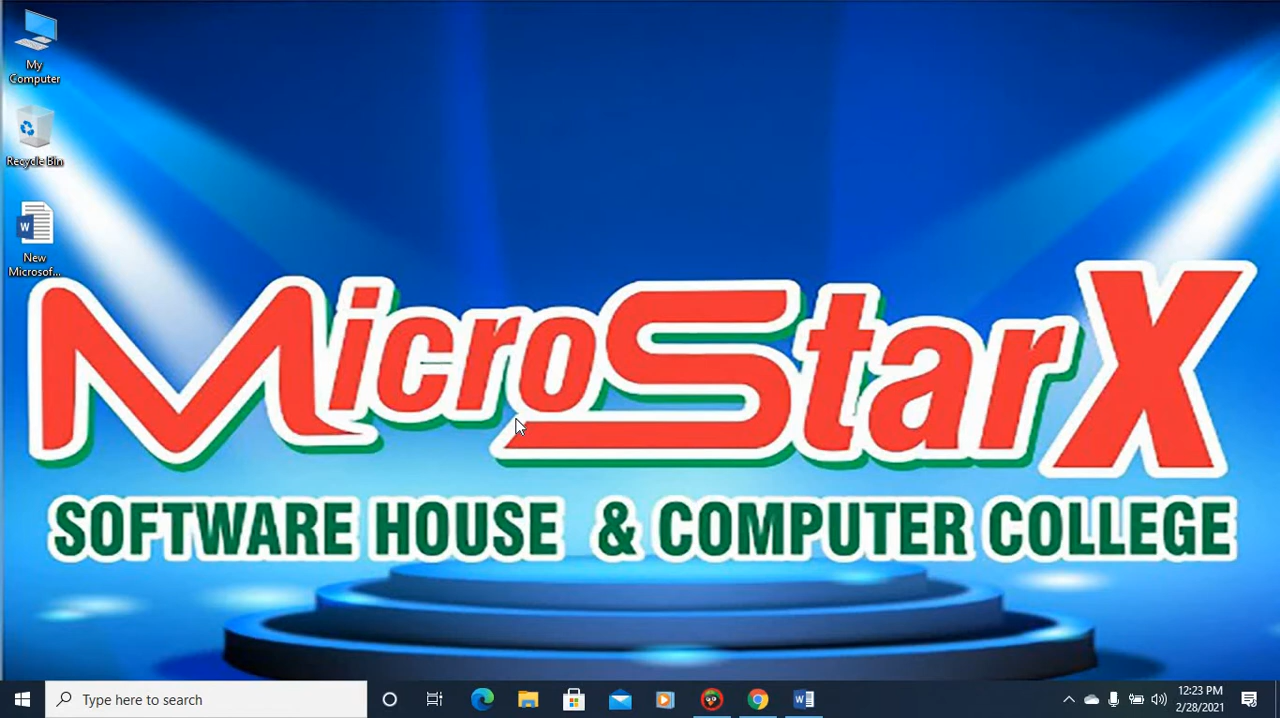 My
Computer
Recycle Bin
W
New
Microsof...
MicroStarX
SOFTWARE HOUSE & COMPUTER COLLEGE
Type here to search
W
12:23 PM
2/28/2021